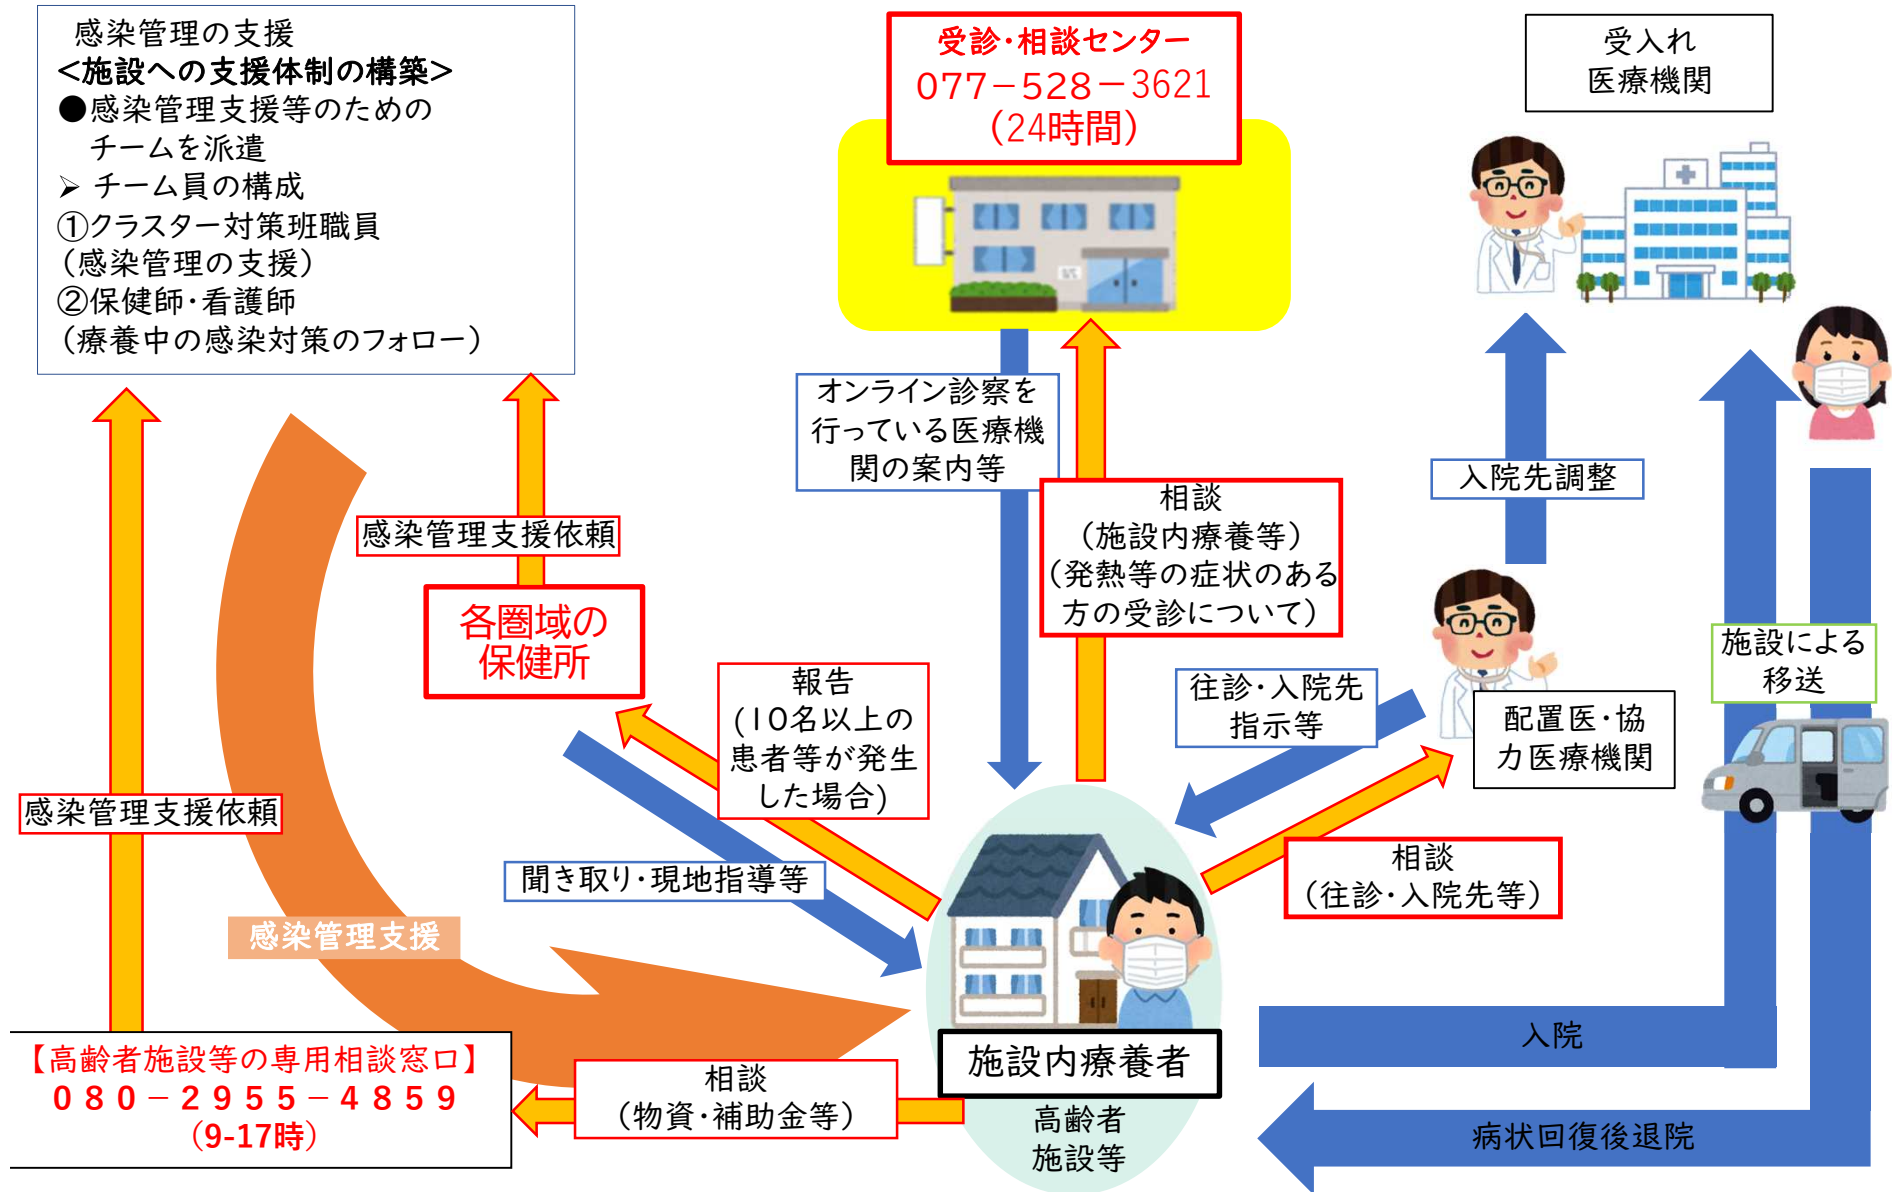 感染管理の支援
<施設への支援体制の構築>
●感染管理支援等のための
チームを派遣
➢ チーム員の構成
①クラスター対策班職員
(感染管理の支援)
②保健師・看護師
(療養中の感染対策のフォロー)
受診・相談センター
077-528-3621
(24時間)
受入れ
医療機関
オンライン診察を
行っている医療機
関の案内等
相談
(施設内療養等)
(発熱等の症状のある
方の受診について)
入院先調整
感染管理支援依頼
各圏域の
保健所
報告
(10名以上の
患者等が発生
した場合)
往診・入院先
指示等
配置医・協
力医療機関
施設による
移送
感染管理支援依頼
聞き取り・現地指導等
相談
(往診・入院先等)
感染管理支援
【高齢者施設等の専用相談窓口】
080-2955-4859
(9-17時)
相談
(物資・補助金等)
施設内療養者
高齢者
施設等
入院
病状回復後退院